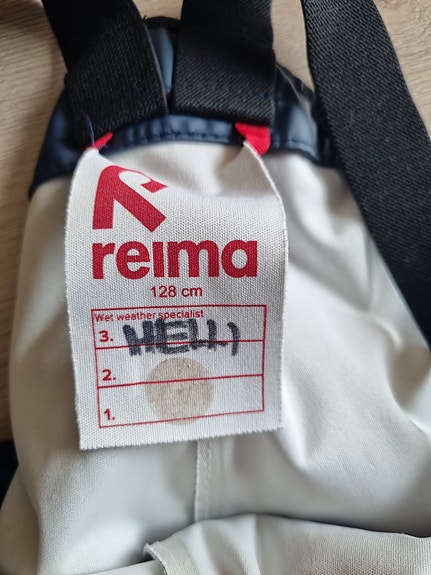 reima
128 cm
Wet weather specialist
3.
2.
1.